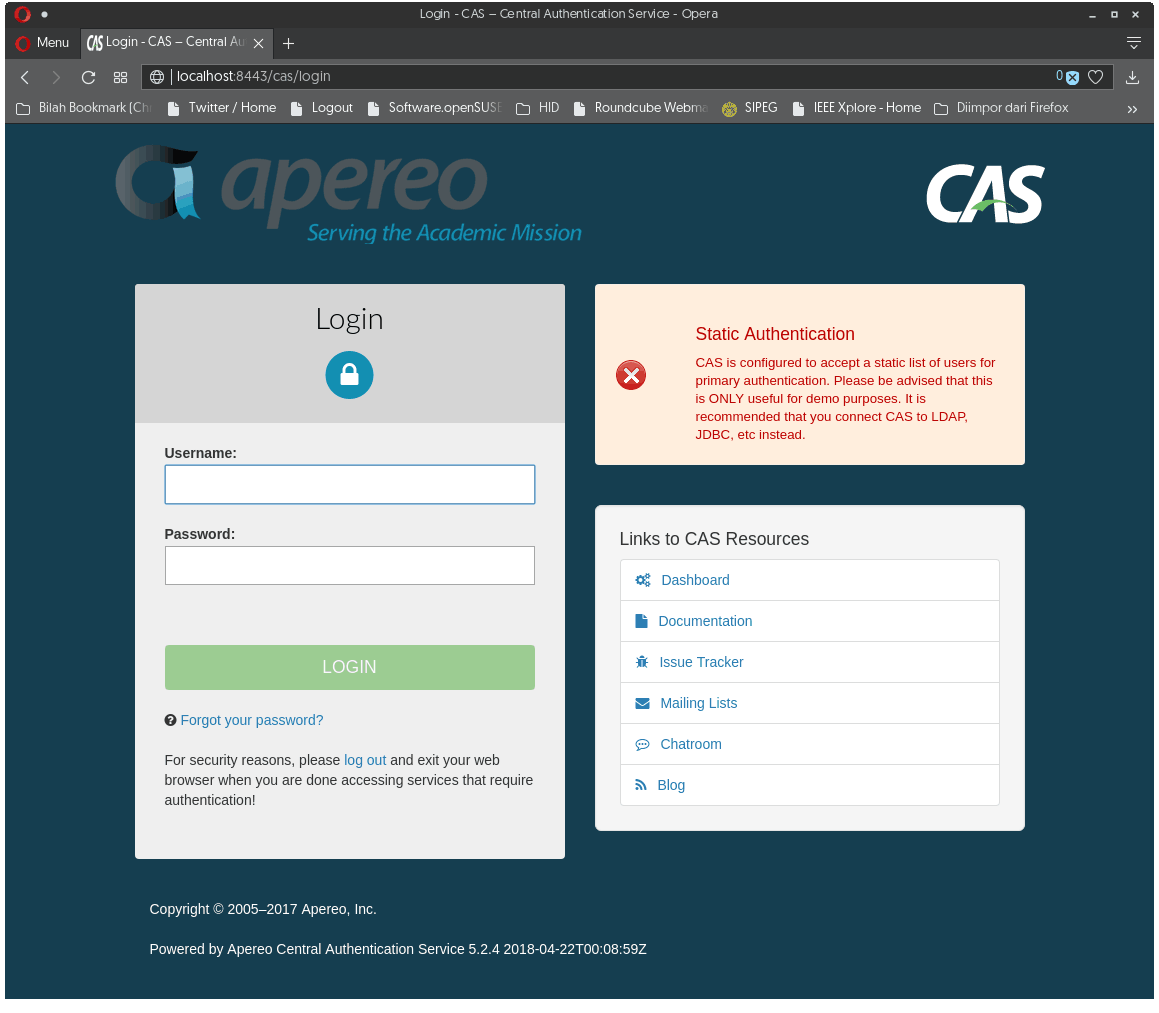 Login - CAS – Central Authentication Service - Opera
Menu
CAS Login - CAS – Central Au
localhost:8443/cas/login
0
Bilah Bookmark (Ch
Twitter / Home
Logout
Software.openSUSE
HID
Roundcube Webma
SIPEG
IEEE Xplore - Home
Diimpor dari Firefox
»
apereo
Serving the Academic Mission
CAS
Login
Username:
Password:
LOGIN
Forgot your password?
For security reasons, please log out and exit your web
browser when you are done accessing services that require
authentication!
Static Authentication
CAS is configured to accept a static list of users for
primary authentication. Please be advised that this
is ONLY useful for demo purposes. It is
recommended that you connect CAS to LDAP,
JDBC, etc instead.
Links to CAS Resources
Dashboard
Documentation
Issue Tracker
Mailing Lists
Chatroom
Blog
Copyright © 2005–2017 Apereo, Inc.
Powered by Apereo Central Authentication Service 5.2.4 2018-04-22T00:08:59Z